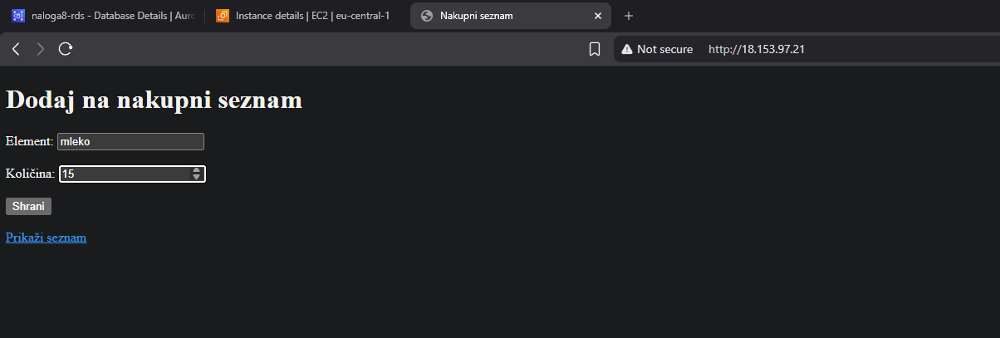 naloga8-rds - Database Details | Auro
Instance details | EC2 | eu-central-1
Nakupni seznam
Not secure http://18.153.97.21
Dodaj na nakupni seznam
Element: mleko
Količina: 15
Shrani
Prikaži seznam